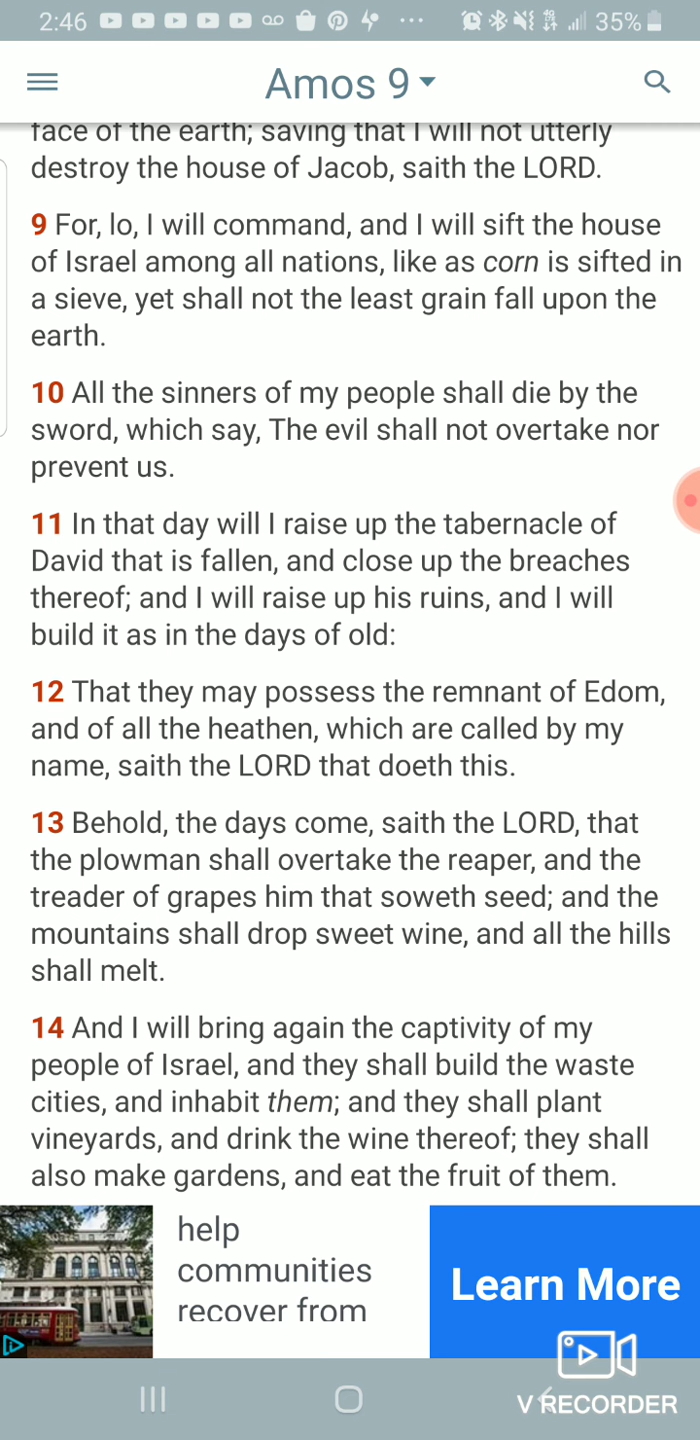 2:46
35%
Amos 9
face of the earth; saving that I will not utterly
destroy the house of Jacob, saith the LORD.
9 For, lo, I will command, and I will sift the house
of Israel among all nations, like as corn is sifted in
a sieve, yet shall not the least grain fall upon the
earth.
10 All the sinners of my people shall die by the
sword, which say, The evil shall not overtake nor
prevent us.
11 In that day will I raise up the tabernacle of
David that is fallen, and close up the breaches
thereof; and I will raise up his ruins, and I will
build it as in the days of old:
12 That they may possess the remnant of Edom,
and of all the heathen, which are called by my
name, saith the LORD that doeth this.
13 Behold, the days come, saith the LORD, that
the plowman shall overtake the reaper, and the
treader of grapes him that soweth seed; and the
mountains shall drop sweet wine, and all the hills
shall melt.
14 And I will bring again the captivity of my
people of Israel, and they shall build the waste
cities, and inhabit them; and they shall plant
vineyards, and drink the wine thereof; they shall
also make gardens, and eat the fruit of them.
help
communities
recover from
Learn More
V RECORDER